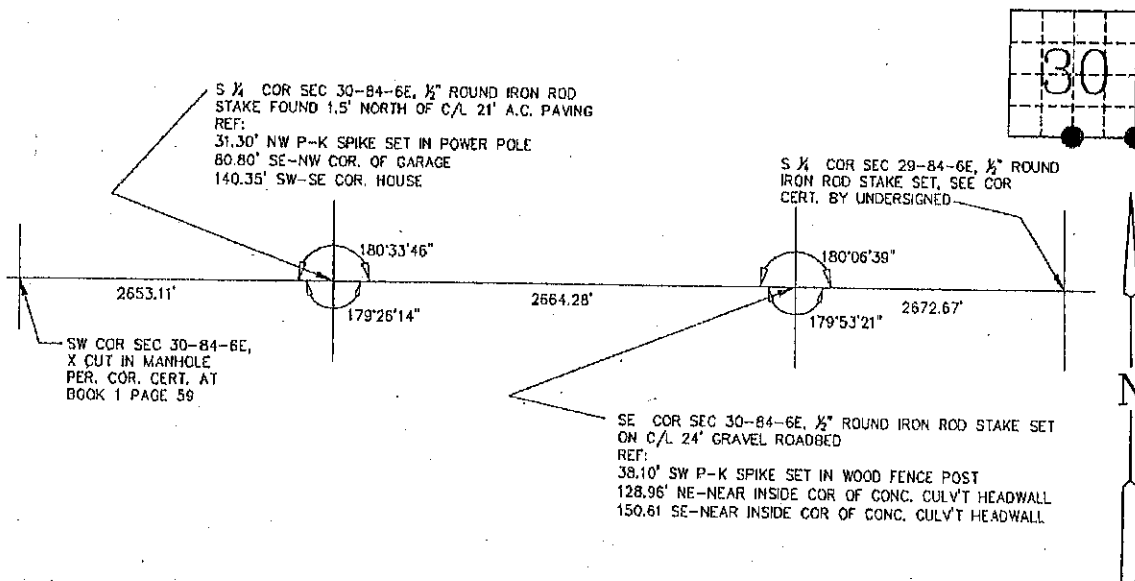 30
S ¼ COR SEC 30-84-6E, ½" ROUND IRON ROD
STAKE FOUND 1.5' NORTH OF C/L 21' A.C. PAVING
REF:
31.30' NW P-K SPIKE SET IN POWER POLE
80.80' SE-NW COR. OF GARAGE
140.35' SW-SE COR. HOUSE
S ¼ COR SEC 29-84-6E, ½" ROUND
IRON ROD STAKE SET, SEE COR
CERT. BY UNDERSIGNED
180°33'46"
180°06'39"
2653.11'
2664.28'
2672.67'
179°26'14"
179°53'21"
SW COR SEC 30-84-6E,
X CUT IN MANHOLE
PER. COR. CERT. AT
BOOK 1 PAGE 59
N
SE COR SEC 30-84-6E, ½" ROUND IRON ROD STAKE SET
ON C/L 24' GRAVEL ROADBED
REF:
38.10' SW P-K SPIKE SET IN WOOD FENCE POST
128.96' NE-NEAR INSIDE COR OF CONC. CULV'T HEADWALL
150.61 SE-NEAR INSIDE COR OF CONC. CULV'T HEADWALL